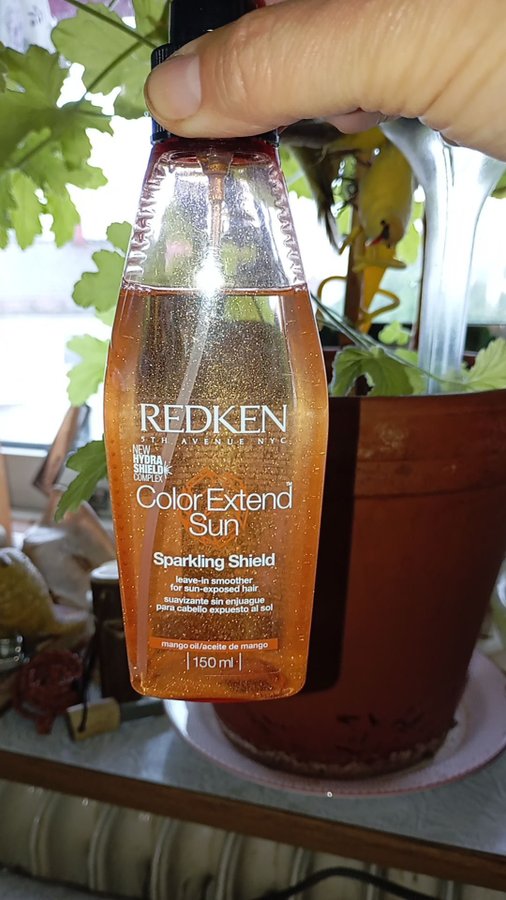 REDKEN
5TH AVENUE NYC
NEW
HYDRA
SHIELD
COMPLEX
Color Extend™
Sun
Sparkling Shield
leave-in smoother
for sun-exposed hair
suavizante sin enjuague
para cabello expuesto al sol
mango oil/aceite de mango
150 ml